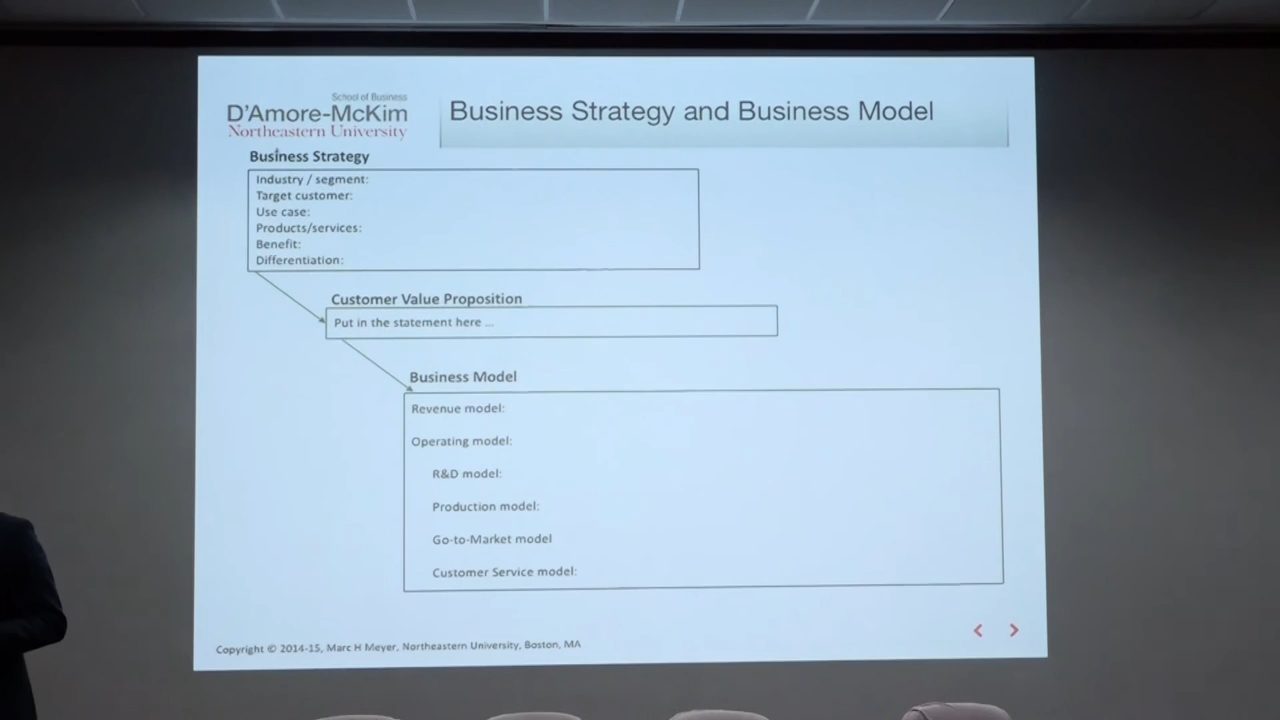 School of Business
D'Amore-McKim
Northeastern University
Business Strategy and Business Model
Business Strategy
Industry / segment:
Target customer:
Use case:
Products/services:
Benefit:
Differentiation:
Customer Value Proposition
Put in the statement here ...
Business Model
Revenue model:
Operating model:
R&D model:
Production model:
Go-to-Market model
Customer Service model:
Copyright © 2014-15, Marc H Meyer, Northeastern University, Boston, MA